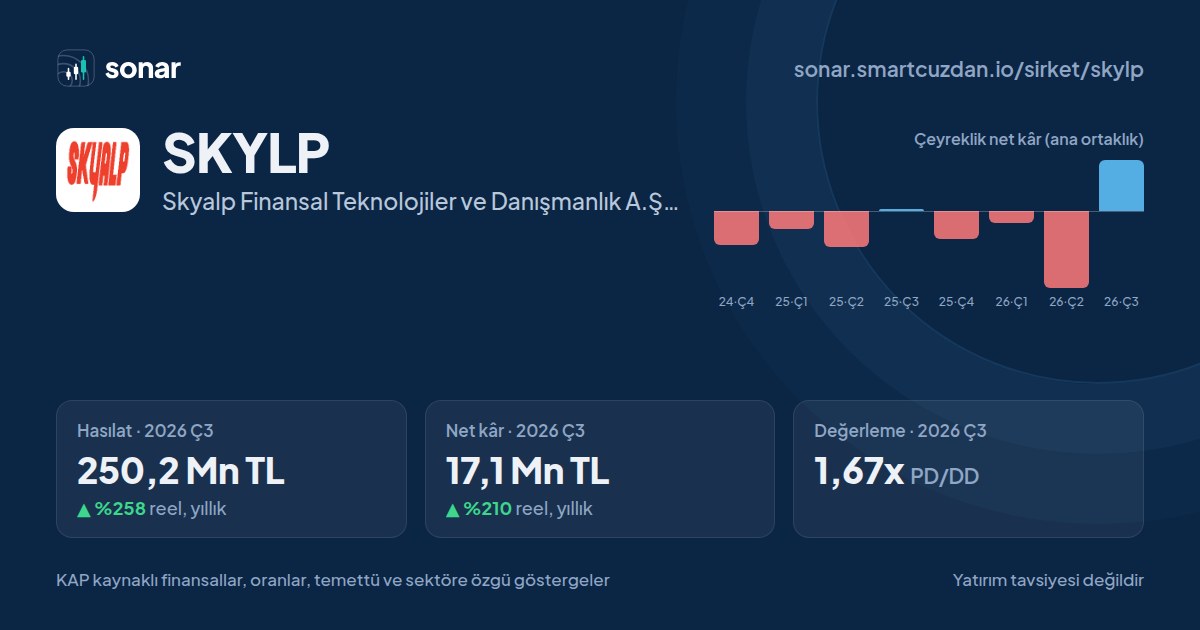 sonar
sonar.smartcuzdan.io/sirket/skylp
SKYALP
SKYLP
Skyalp Finansal Teknolojiler ve Danışmanlık A.Ş…
Çeyreklik net kâr (ana ortaklık)
24·Ç4 25·Ç1 25·Ç2 25·Ç3 25·Ç4 26·Ç1 26·Ç2 26·Ç3
Hasılat · 2026 Ç3
250,2 Mn TL
▲ %258 reel, yıllık
Net kâr · 2026 Ç3
17,1 Mn TL
▲ %210 reel, yıllık
Değerleme · 2026 Ç3
1,67x PD/DD
KAP kaynaklı finansallar, oranlar, temettü ve sektöre özgü göstergeler
Yatırım tavsiyesi değildir